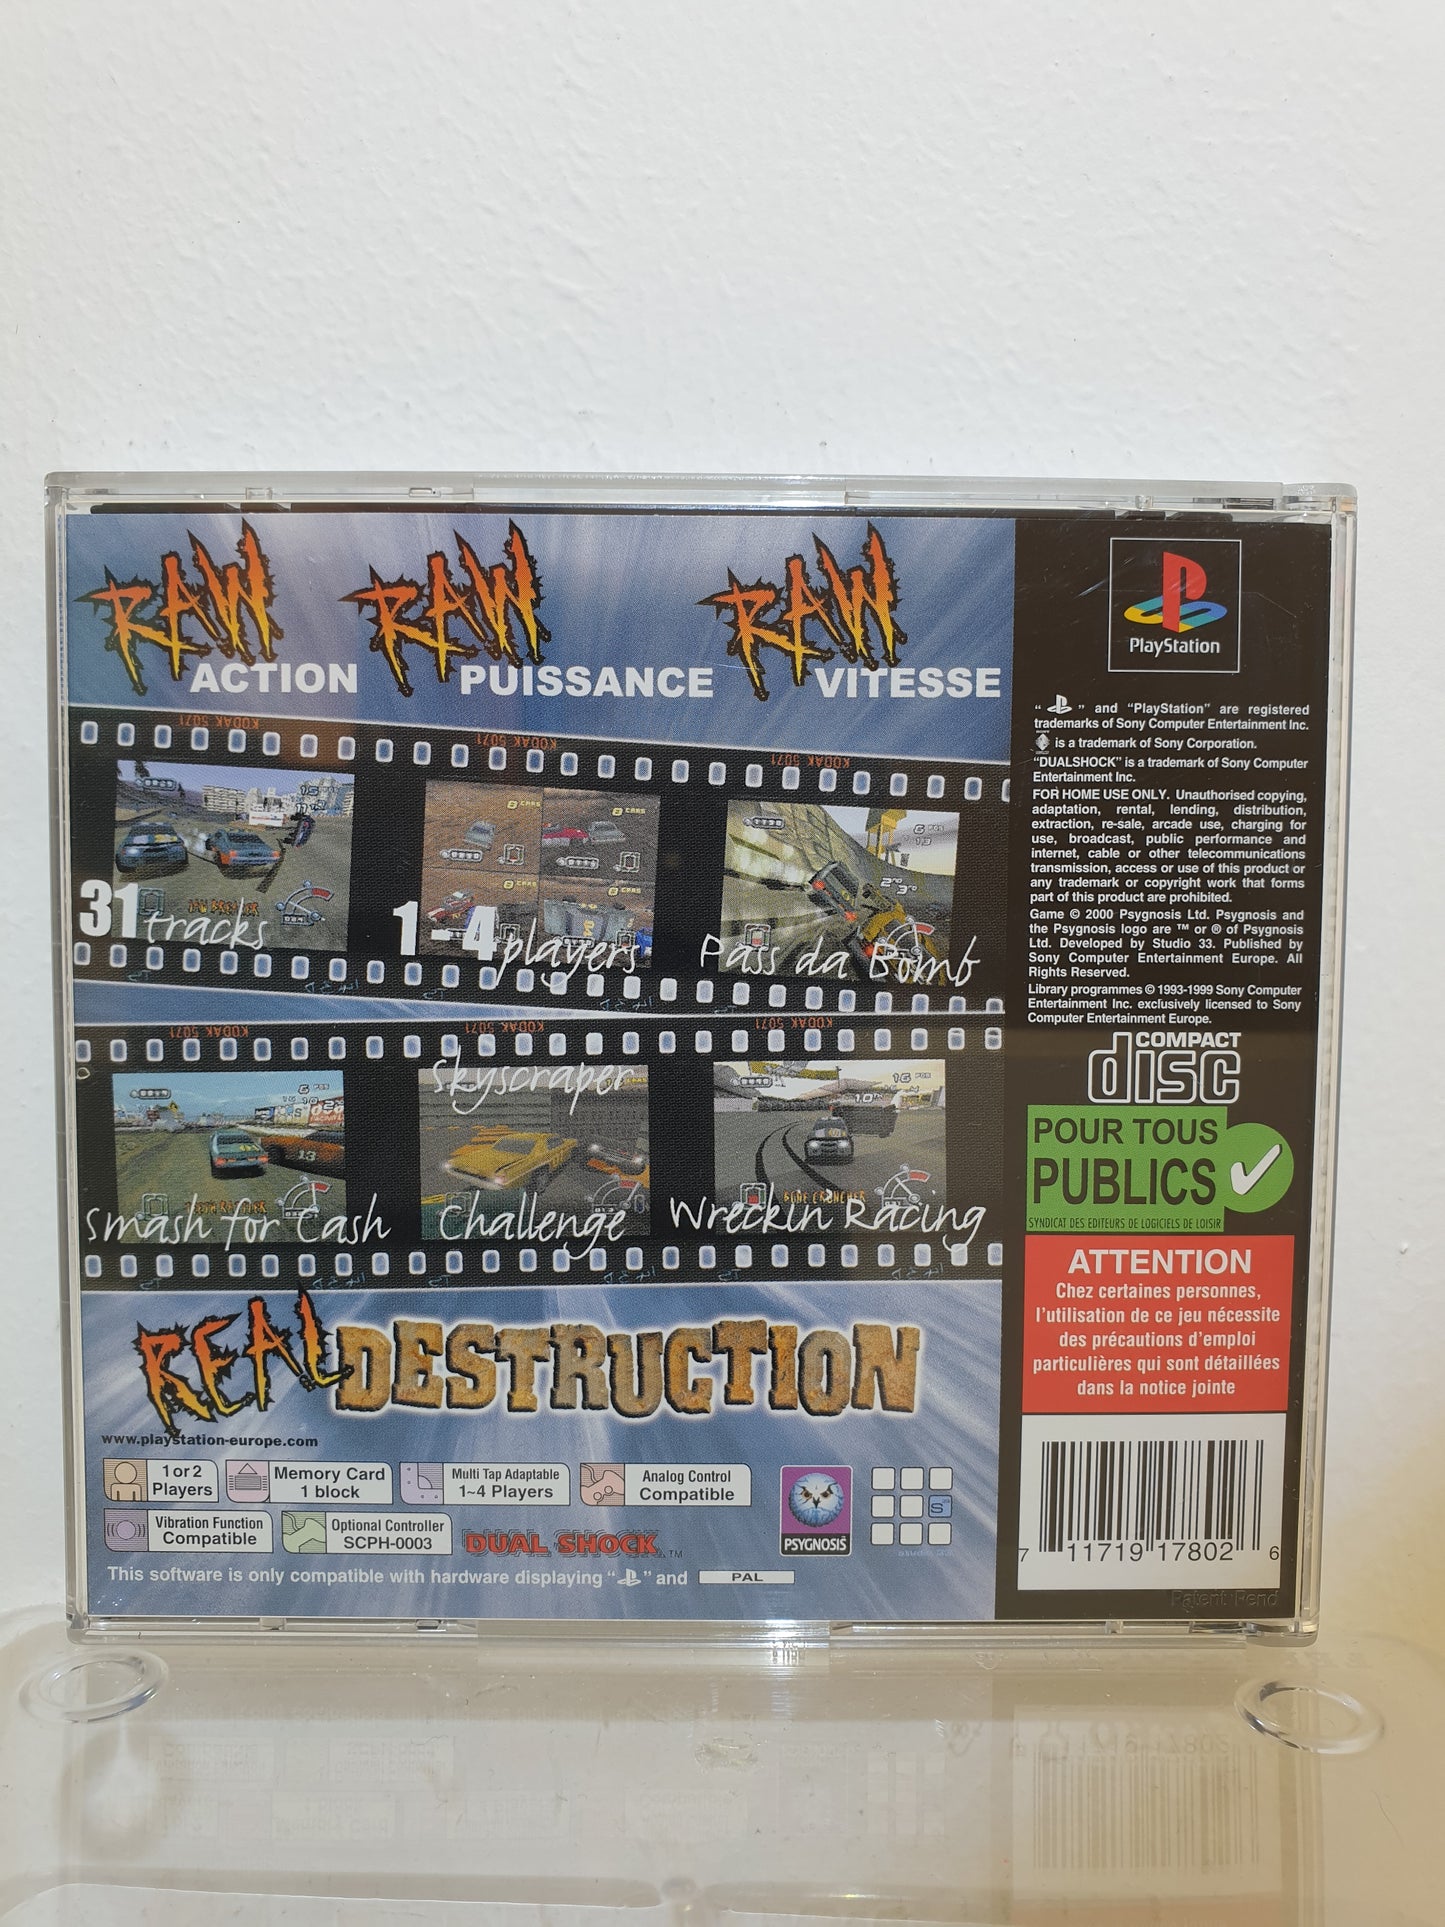 RAW ACTION
RAW PUISSANCE
RAW VITESSE
KODAK 5071
KODAK 5071
KODAK 5071
31 tracks
1-4 players
Pass da Bomb
KODAK 5071
KODAK 5071
KODAK 5071
Smash for Cash
Skyscraper
Challenge
Wreckin Racing
REAL DESTRUCTION
www.playstation-europe.com
1 or 2
Players
Memory Card
1 block
Multi Tap Adaptable
1~4 Players
Analog Control
Compatible
Vibration Function
Compatible
Optional Controller
SCPH-0003
DUAL SHOCK™
PSYGNOSIS
This software is only compatible with hardware displaying “ ” and PAL
PlayStation
“ ” and “PlayStation” are registered
trademarks of Sony Computer Entertainment Inc.
is a trademark of Sony Corporation.
“DUALSHOCK” is a trademark of Sony Computer
Entertainment Inc.
FOR HOME USE ONLY. Unauthorised copying,
adaptation, rental, lending, distribution,
extraction, re-sale, arcade use, charging for
use, broadcast, public performance and
internet, cable or other telecommunications
transmission, access or use of this product or
any trademark or copyright work that forms
part of this product are prohibited.
Game © 2000 Psygnosis Ltd. Psygnosis and
the Psygnosis logo are ™ or ® of Psygnosis
Ltd. Developed by Studio 33. Published by
Sony Computer Entertainment Europe. All
Rights Reserved.
Library programmes © 1993-1999 Sony Computer
Entertainment Inc. exclusively licensed to Sony
Computer Entertainment Europe.
COMPACT
disc
POUR TOUS
PUBLICS
SYNDICAT DES EDITEURS DE LOGICIELS DE LOISIR
ATTENTION
Chez certaines personnes,
l'utilisation de ce jeu nécessite
des précautions d'emploi
particulières qui sont détaillées
dans la notice jointe
7 11719 17802 6
Patent Pend